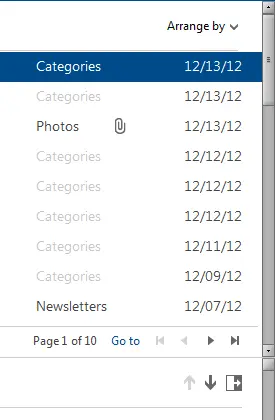 Arrange by
Categories 12/13/12
Categories 12/13/12
Photos 12/13/12
Categories 12/12/12
Categories 12/12/12
Categories 12/12/12
Categories 12/11/12
Categories 12/09/12
Newsletters 12/07/12
Page 1 of 10 Go to